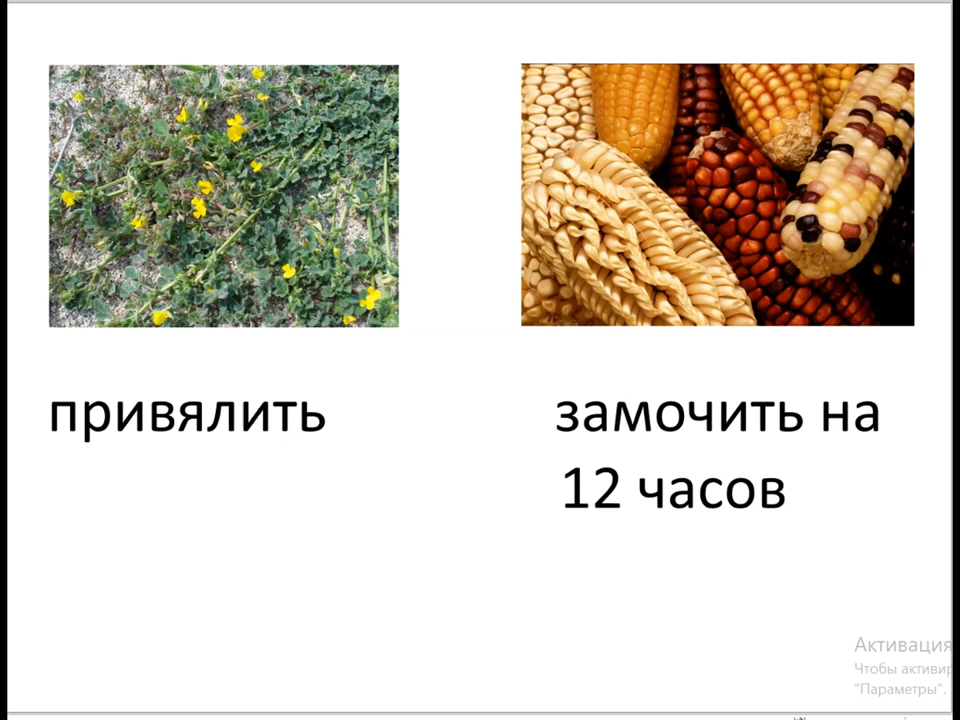 привялить
замочить на
12 часов
Активация
Чтобы активир
"Параметры".